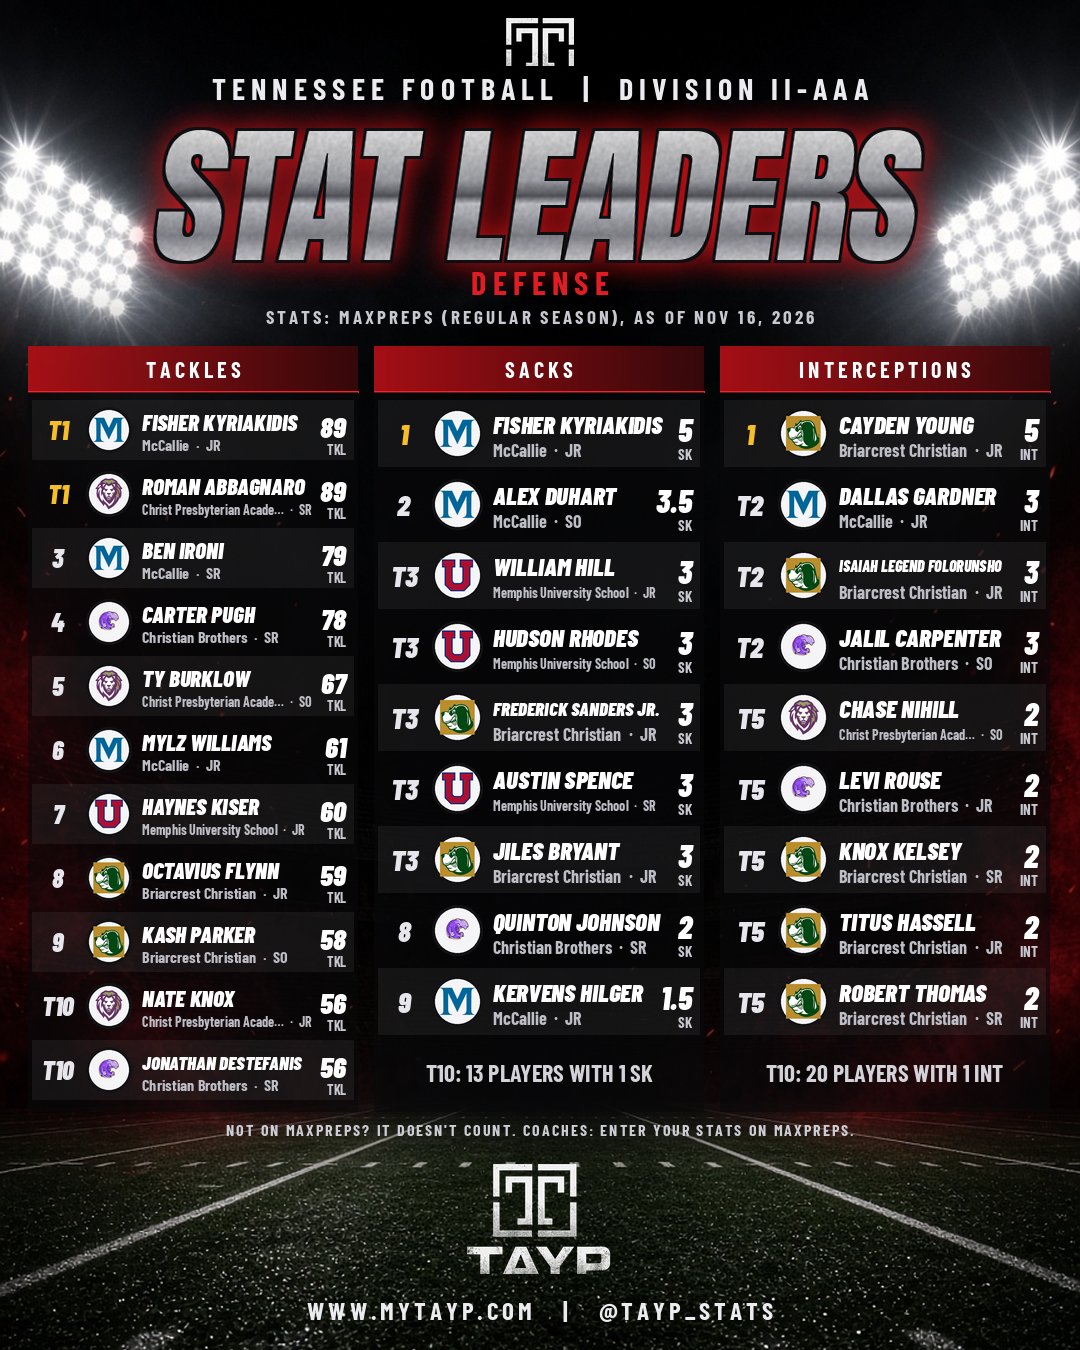 TENNESSEE FOOTBALL | DIVISION II-AAA
STAT LEADERS
DEFENSE
STATS: MAXPREPS (REGULAR SEASON), AS OF NOV 16, 2026
TACKLES
T1 M FISHER KYRIAKIDIS 89
McCallie · JR TKL
T1 ROMAN ABBAGNARO 89
Christ Presbyterian Acade... · SR TKL
3 M BEN IRONI 79
McCallie · SR TKL
4 CARTER PUGH 78
Christian Brothers · SR TKL
5 TY BURKLOW 67
Christ Presbyterian Acade... · SO TKL
6 M MYLZ WILLIAMS 61
McCallie · JR TKL
7 U HAYNES KISER 60
Memphis University School · JR TKL
8 OCTAVIUS FLYNN 59
Briarcrest Christian · JR TKL
9 KASH PARKER 58
Briarcrest Christian · SO TKL
T10 NATE KNOX 56
Christ Presbyterian Acade... · JR TKL
T10 JONATHAN DESTEFANIS 56
Christian Brothers · SR TKL
SACKS
1 M FISHER KYRIAKIDIS 5
McCallie · JR SK
2 M ALEX DUHART 3.5
McCallie · SO SK
T3 U WILLIAM HILL 3
Memphis University School · JR SK
T3 U HUDSON RHODES 3
Memphis University School · SO SK
T3 FREDERICK SANDERS JR. 3
Briarcrest Christian · JR SK
T3 U AUSTIN SPENCE 3
Memphis University School · SR SK
T3 JILES BRYANT 3
Briarcrest Christian · JR SK
8 QUINTON JOHNSON 2
Christian Brothers · SR SK
9 M KERVENS HILGER 1.5
McCallie · JR SK
T10: 13 PLAYERS WITH 1 SK
INTERCEPTIONS
1 CAYDEN YOUNG 5
Briarcrest Christian · JR INT
T2 M DALLAS GARDNER 3
McCallie · JR INT
T2 ISAIAH LEGEND FOLORUNSHO 3
Briarcrest Christian · JR INT
T2 JALIL CARPENTER 3
Christian Brothers · SO INT
T5 CHASE NIHILL 2
Christ Presbyterian Acad... · SO INT
T5 LEVI ROUSE 2
Christian Brothers · JR INT
T5 KNOX KELSEY 2
Briarcrest Christian · SR INT
T5 TITUS HASSELL 2
Briarcrest Christian · JR INT
T5 ROBERT THOMAS 2
Briarcrest Christian · SR INT
T10: 20 PLAYERS WITH 1 INT
NOT ON MAXPREPS? IT DOESN'T COUNT. COACHES: ENTER YOUR STATS ON MAXPREPS.
TAYP
WWW.MYTAYP.COM | @TAYP_STATS